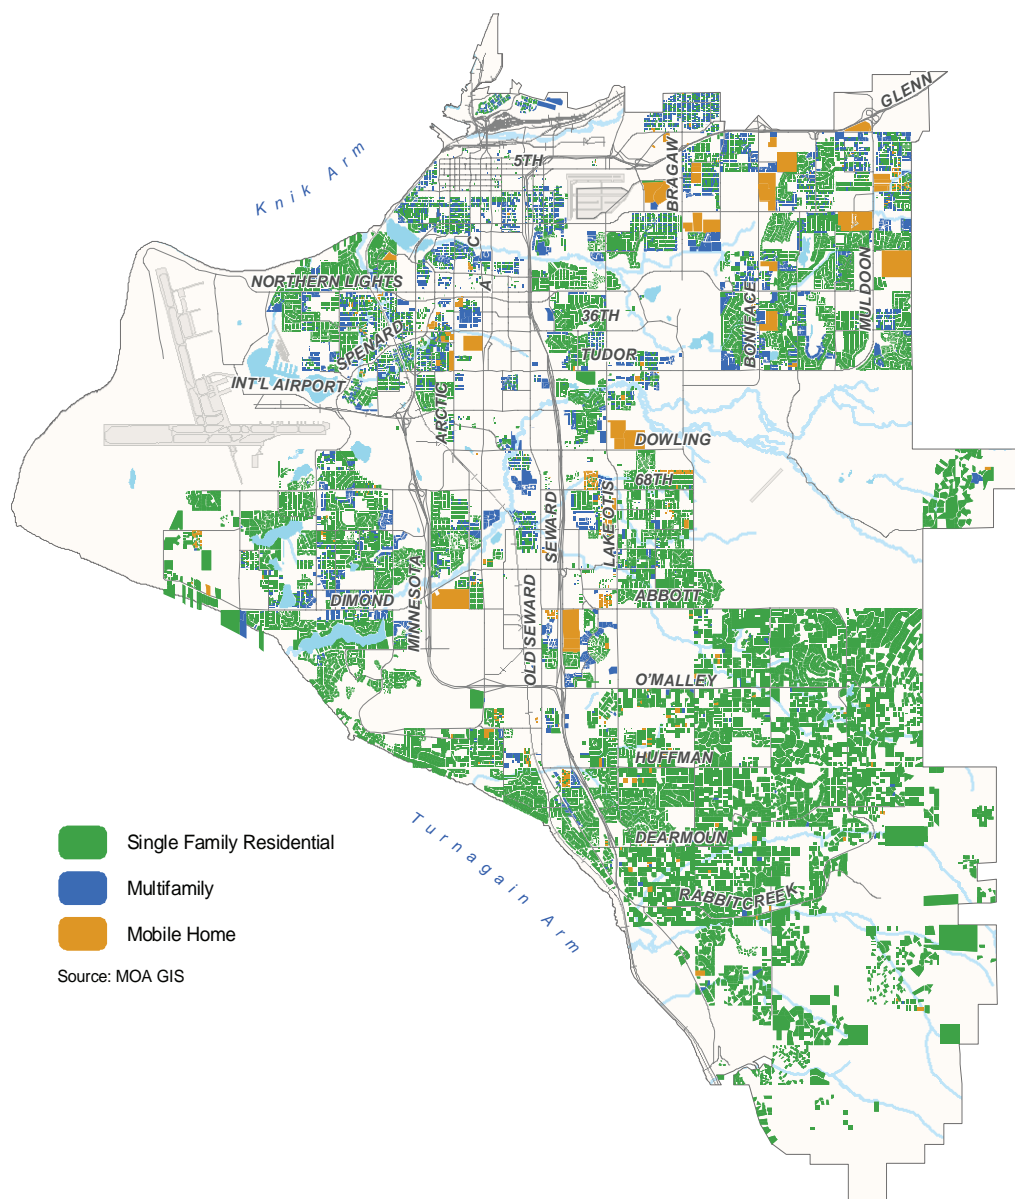 GLENN
Knik Arm
5TH
BRAGAW
C
A
NORTHERN LIGHTS
MULDOON
BONIFACE
36TH
SPENARD
TUDOR
INT'L AIRPORT
ARCTIC
DOWLING
68TH
SEWARD
LAKE OTIS
MINNESOTA
DIMOND
OLD SEWARD
ABBOTT
O'MALLEY
HUFFMAN
Turnagain Arm
DEARMOUN
RABBITCREEK
Single Family Residential
Multifamily
Mobile Home
Source: MOA GIS